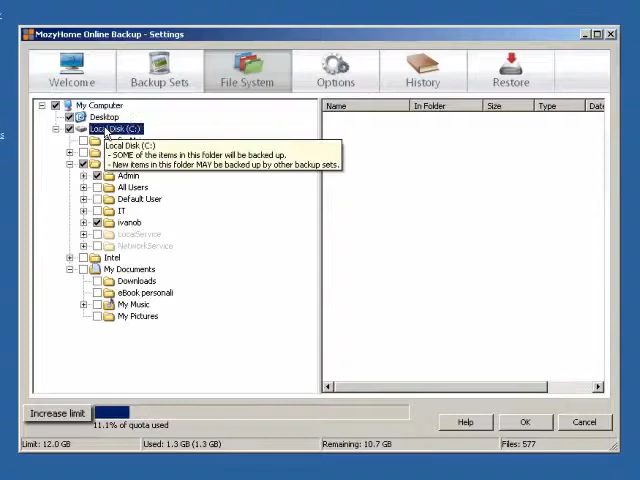 MozyHome Online Backup - Settings
Welcome
Backup Sets
File System
Options
History
Restore
My Computer
Desktop
Local Disk (C:)
Local Disk (C:)
- SOME of the items in this folder will be backed up.
- New items in this folder MAY be backed up by other backup sets.
Admin
All Users
Default User
IT
ivanob
LocalService
NetworkService
Intel
My Documents
Downloads
eBook personali
My Music
My Pictures
Name
In Folder
Size
Type
Date
Increase limit
11.1% of quota used
Help
OK
Cancel
Limit: 12.0 GB
Used: 1.3 GB (1.3 GB)
Remaining: 10.7 GB
Files: 577